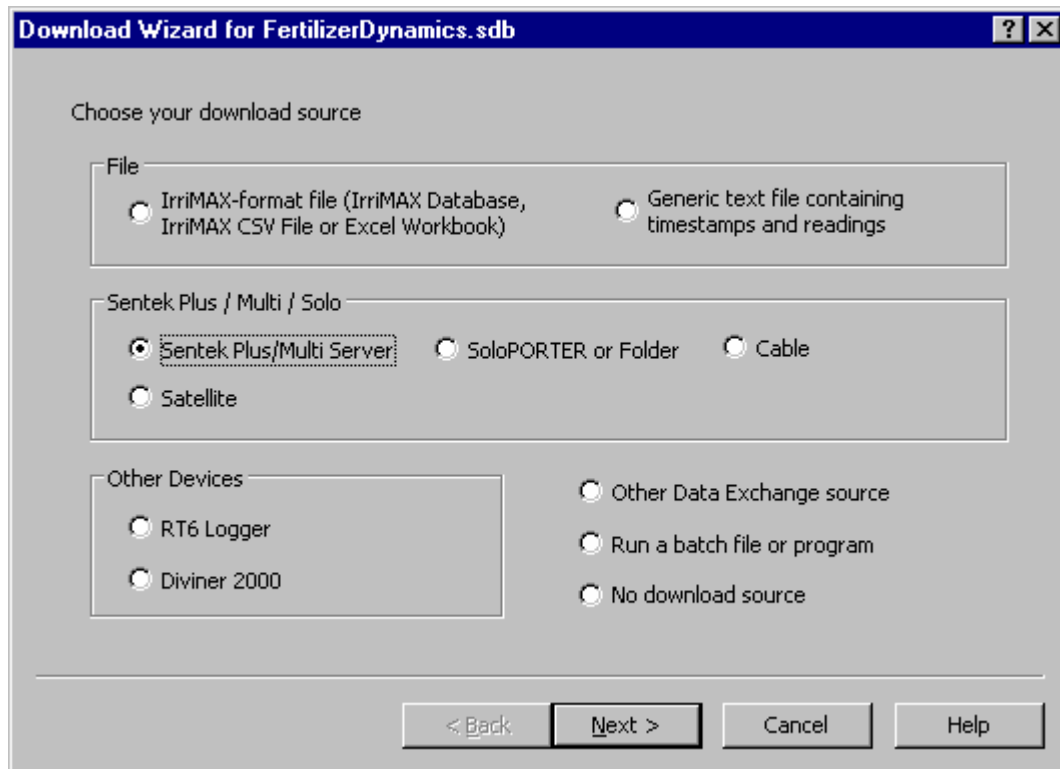 Download Wizard for FertilizerDynamics.sdb
Choose your download source
File
IrriMAX-format file (IrriMAX Database,
IrriMAX CSV File or Excel Workbook)
Generic text file containing
timestamps and readings
Sentek Plus / Multi / Solo
Sentek Plus/Multi Server
SoloPORTER or Folder
Cable
Satellite
Other Devices
RT6 Logger
Diviner 2000
Other Data Exchange source
Run a batch file or program
No download source
< Back
Next >
Cancel
Help